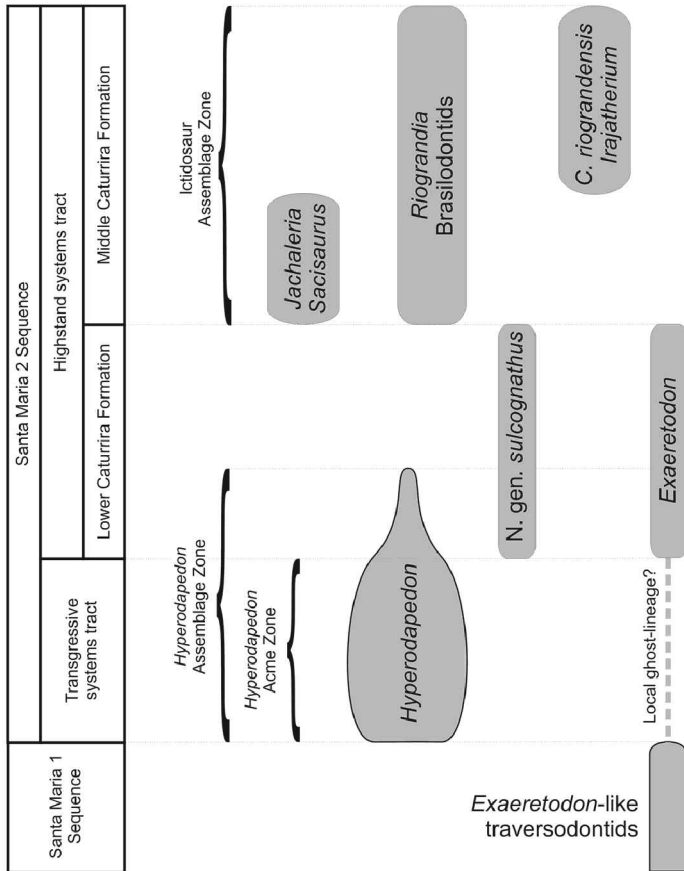 Santa Maria 2 Sequence
Highstand systems tract
Middle Caturrira Formation
Lower Caturrira Formation
Transgressive
systems tract
Santa Maria 1
Sequence
Ictidosaur
Assemblage Zone
Hyperodapedon
Assemblage Zone
Hyperodapedon
Acme Zone
Jachaleria
Sacisaurus
Riograndia
Brasilodontids
C. riograndensis
Irajatherium
Hyperodapedon
N. gen. sulcognathus
Exaeretodon
Local ghost-lineage?
Exaeretodon-like
traversodontids